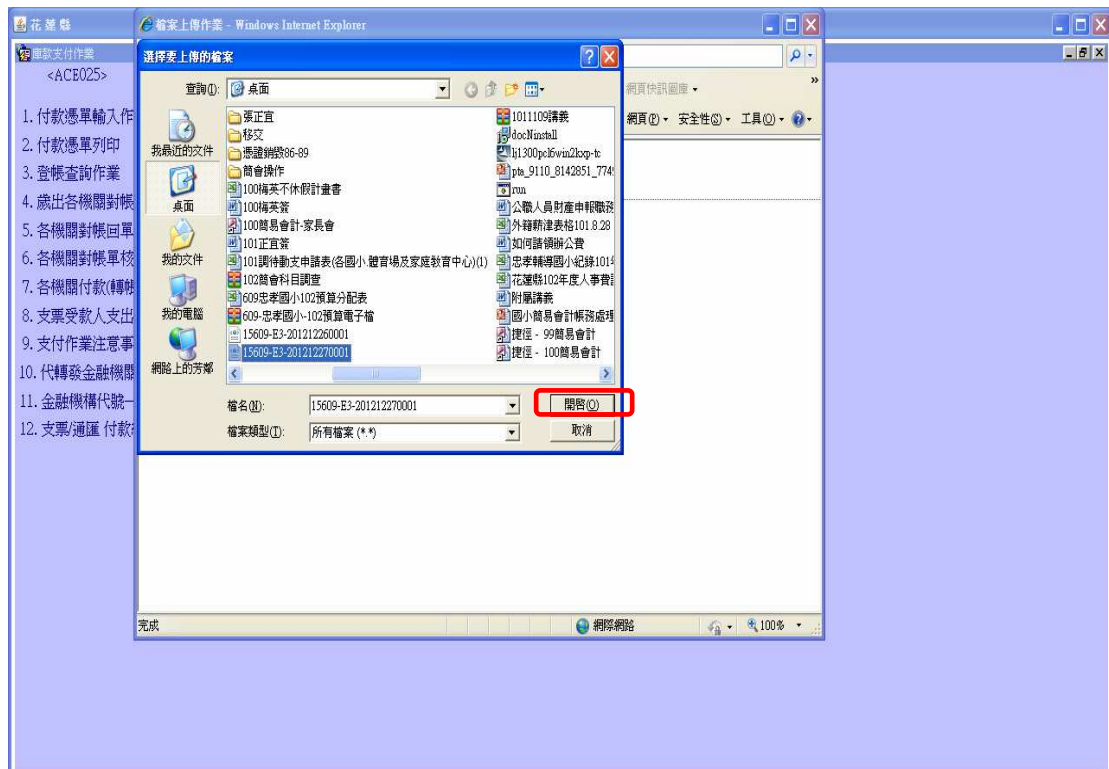 花蓮縣
檔案上傳作業 - Windows Internet Explorer
庫款支付作業
<ACE025>
1. 付款憑單輸入作
2. 付款憑單列印
3. 登帳查詢作業
4. 歲出各機關對帳
5. 各機關對帳回單
6. 各機關對帳單核
7. 各機關付款(轉帳
8. 支票受款人支出
9. 支付作業注意事
10. 代轉發金融機關
11. 金融機構代號一
12. 支票/通匯 付款
選擇要上傳的檔案
查詢(I):
桌面
我最近的文件
桌面
我的文件
我的電腦
網路上的芳鄰
張正宜
移交
憑證銷毀86-89
簡會操作
100梅英不休假計畫書
100梅英簽
100簡易會計-家長會
101正宜簽
101調待動支申請表(各國小.體育場及家庭教育中心)(1)
102簡會科目調查
609忠孝國小102預算分配表
609-忠孝國小-102預算電子檔
15609-E3-201212260001
15609-E3-201212270001
1011109講義
docNinstall
lj1300pcl6win2kxp-tc
pta_9110_8142851_774
run
公職人員財產申報職務
外籍薪津表格101.8.28
如何請領辦公費
忠孝輔導國小紀錄101
花蓮縣102年度人事費
附屬講義
國小簡易會計帳務處理
捷徑 - 99簡易會計
捷徑 - 100簡易會計
檔名(N):
15609-E3-201212270001
開啓(O)
檔案類型(T):
所有檔案 (*.*)
取消
網頁快訊圖庫
»
網頁(P)
安全性(S)
工具(O)
完成
網際網路
100%